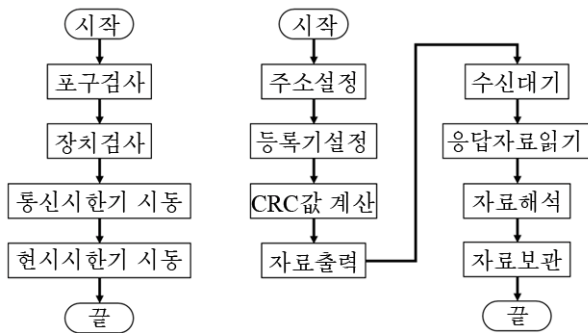 시작
포구검사
장치검사
통신시한기 시동
현시시한기 시동
끝
시작
주소설정
등록기설정
CRC값 계산
자료출력
수신대기
응답자료읽기
자료해석
자료보관
끝